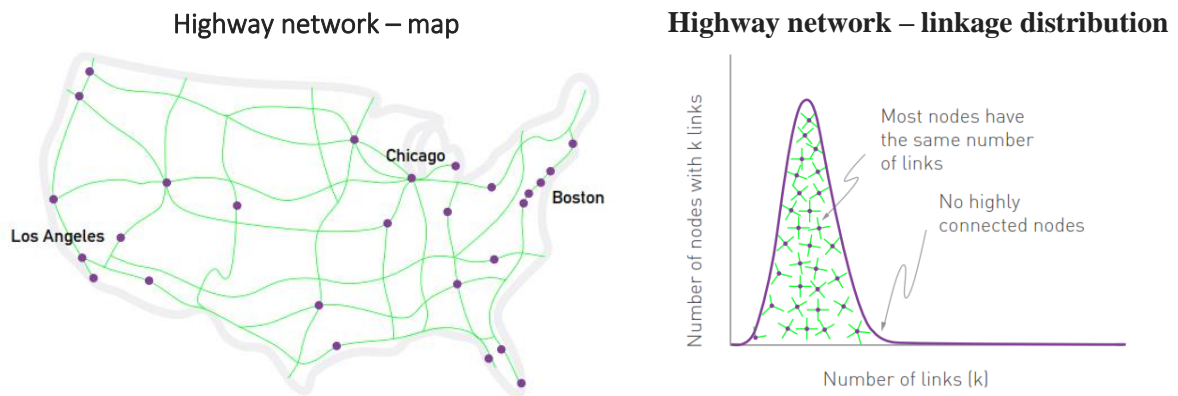 Highway network – map
Chicago
Boston
Los Angeles
Highway network – linkage distribution
Number of nodes with k links
Most nodes have
the same number
of links
No highly
connected nodes
Number of links (k)